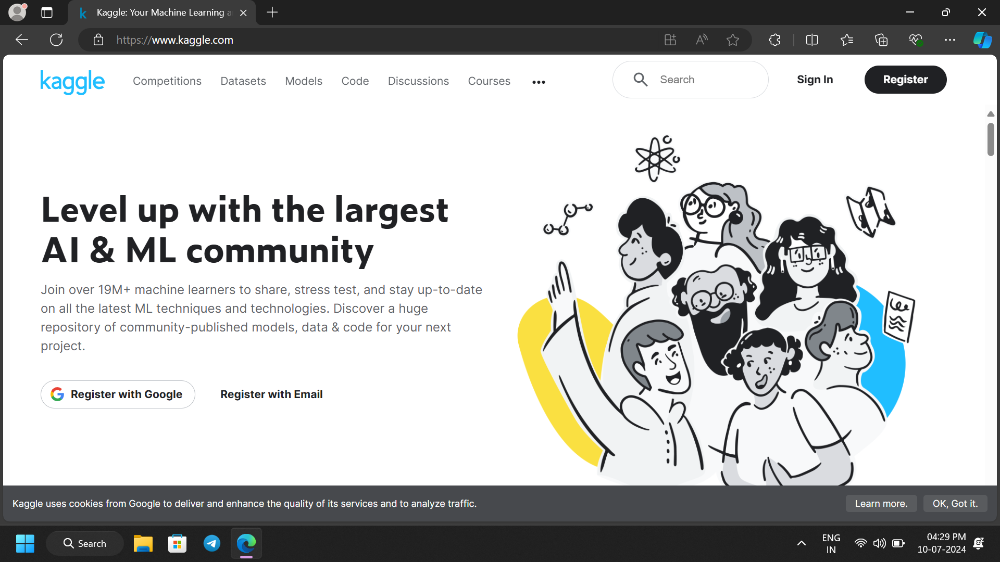 Kaggle: Your Machine Learning a
https://www.kaggle.com
kaggle
Competitions
Datasets
Models
Code
Discussions
Courses
Search
Sign In
Register
Level up with the largest
AI & ML community
Join over 19M+ machine learners to share, stress test, and stay up-to-date
on all the latest ML techniques and technologies. Discover a huge
repository of community-published models, data & code for your next
project.
Register with Google
Register with Email
Kaggle uses cookies from Google to deliver and enhance the quality of its services and to analyze traffic.
Learn more.
OK, Got it.
Search
ENG
IN
04:29 PM
10-07-2024